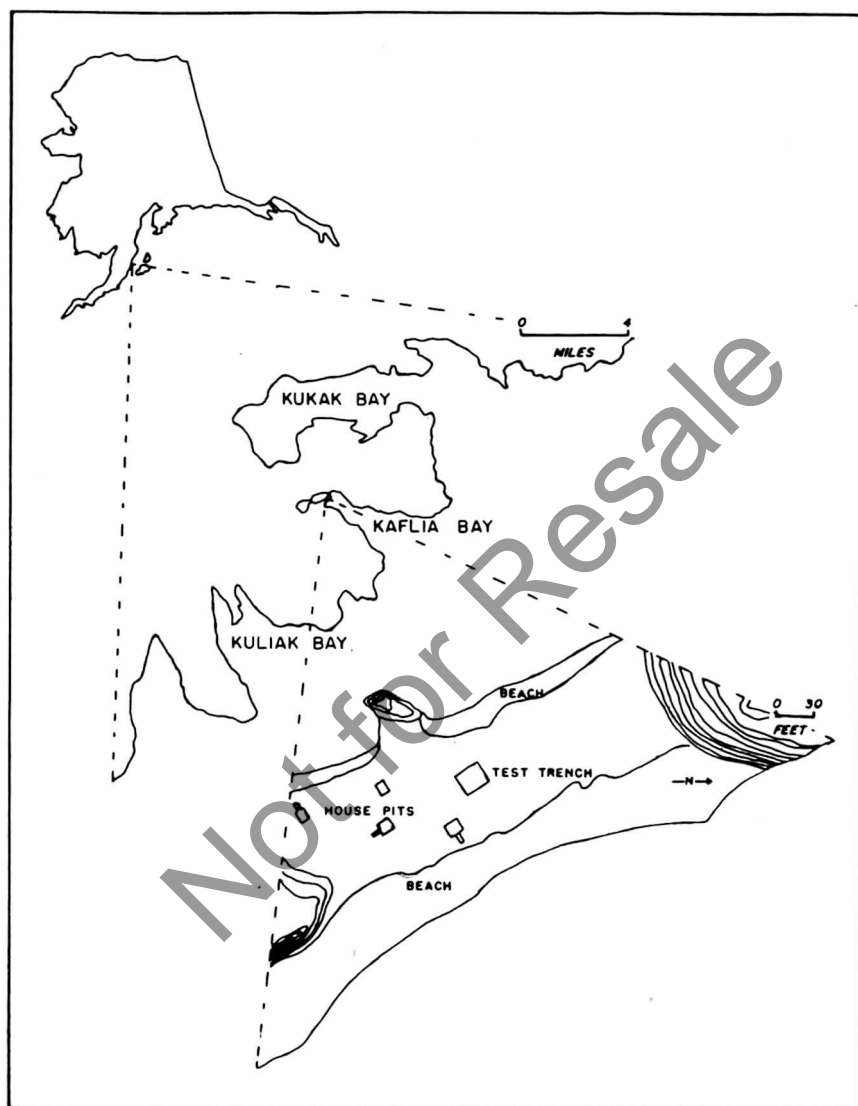 0 4
MILES
KUKAK BAY
KAFLIA BAY
KULIAK BAY
BEACH
0 30
FEET
TEST TRENCH
N
HOUSE PITS
BEACH
Not for Resale